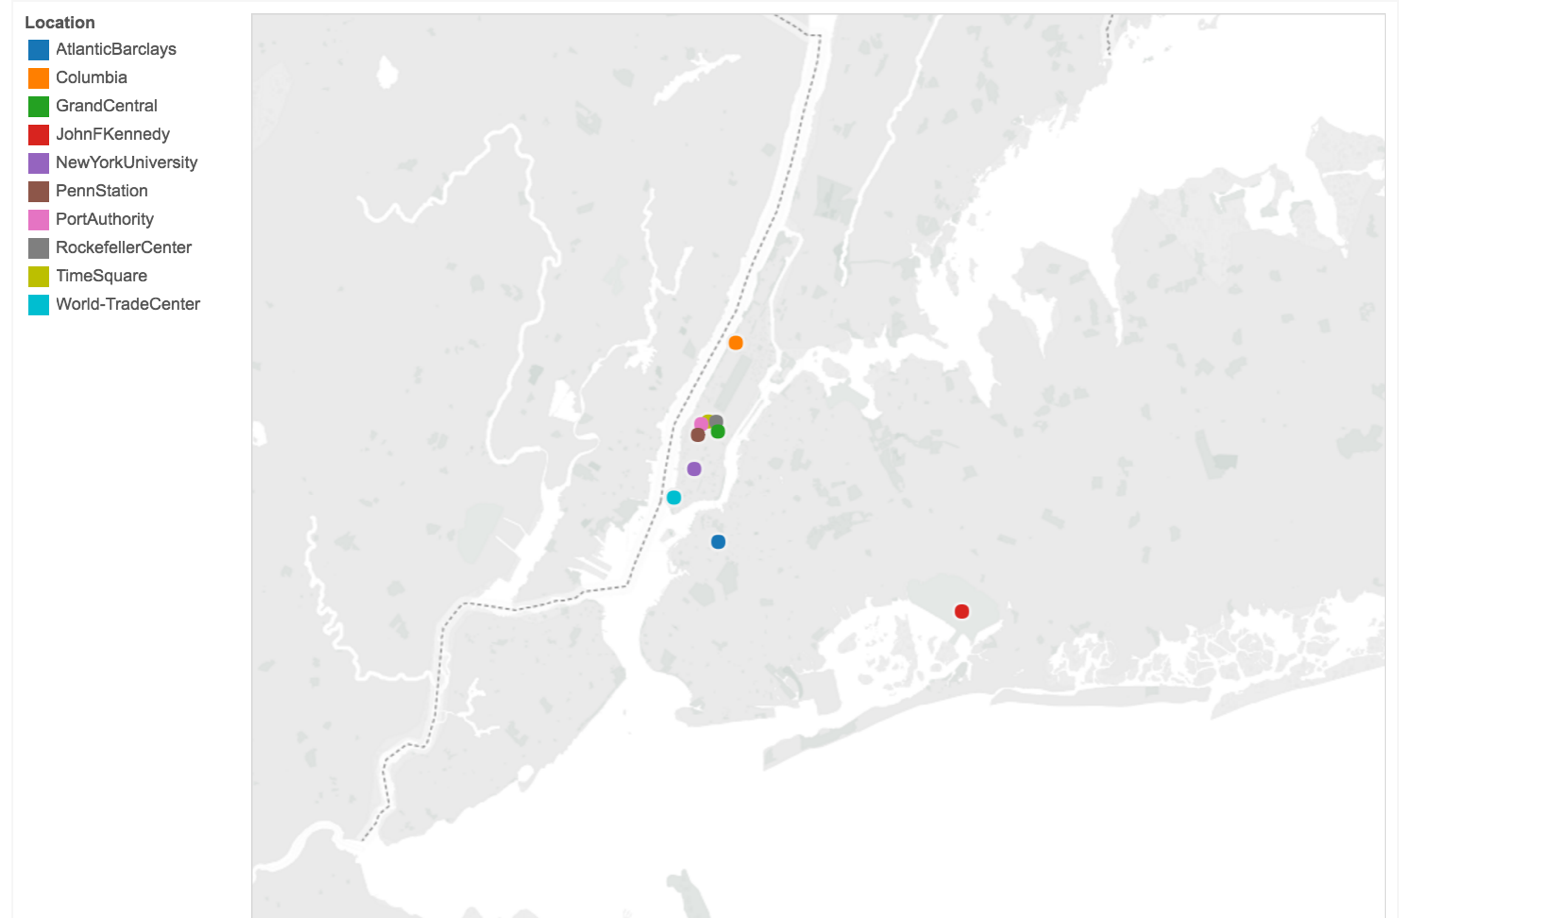 Location
AtlanticBarclays
Columbia
GrandCentral
JohnFKennedy
NewYorkUniversity
PennStation
PortAuthority
RockefellerCenter
TimeSquare
World-TradeCenter